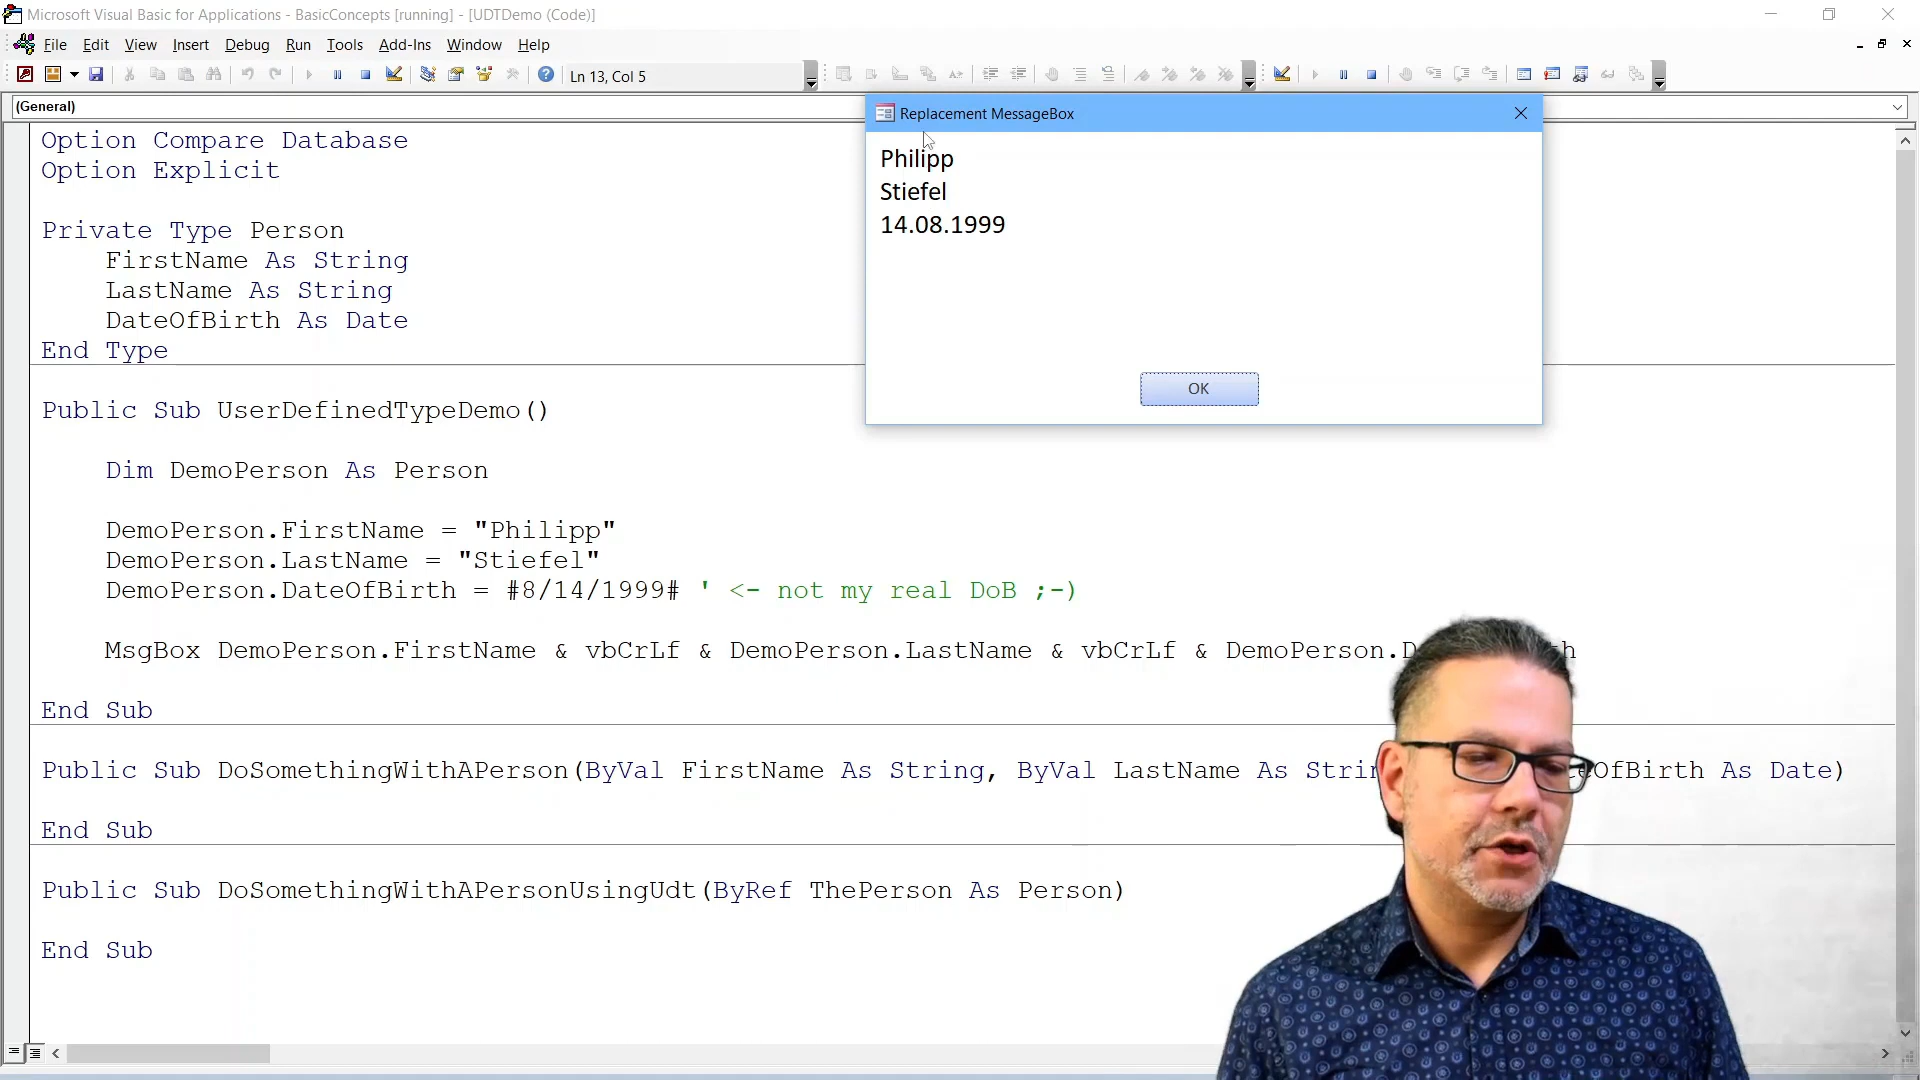 Microsoft Visual Basic for Applications - BasicConcepts [running] - [UDTDemo (Code)]
File Edit View Insert Debug Run Tools Add-Ins Window Help
Ln 13, Col 5
(General)
Replacement MessageBox
Philipp
Stiefel
14.08.1999
OK
Option Compare Database
Option Explicit
Private Type Person
FirstName As String
LastName As String
DateOfBirth As Date
End Type
Public Sub UserDefinedTypeDemo()
Dim DemoPerson As Person
DemoPerson.FirstName = "Philipp"
DemoPerson.LastName = "Stiefel"
DemoPerson.DateOfBirth = #8/14/1999# ' <- not my real DoB ;-)
MsgBox DemoPerson.FirstName & vbCrLf & DemoPerson.LastName & vbCrLf & DemoPerson.
End Sub
Public Sub DoSomethingWithAPerson(ByVal FirstName As String, ByVal LastName As As Date)
End Sub
Public Sub DoSomethingWithAPersonUsingUdt(ByRef ThePerson As Person)
End Sub